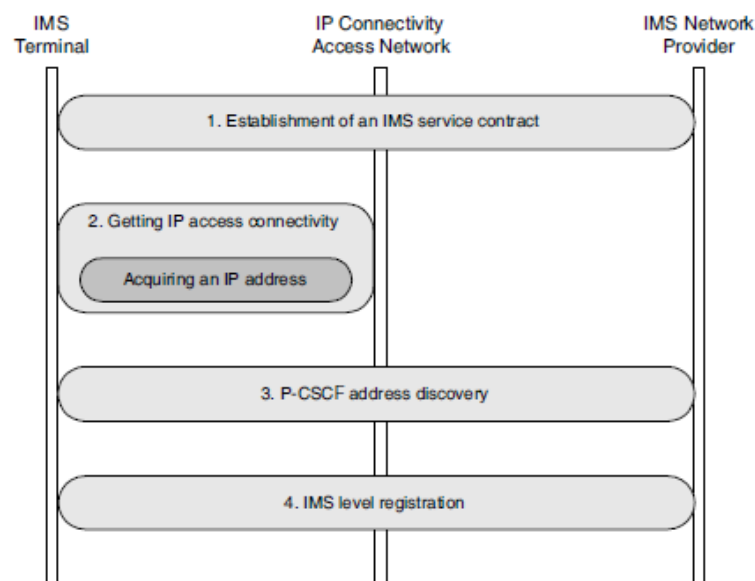 IMS
Terminal
IP Connectivity
Access Network
IMS Network
Provider
1. Establishment of an IMS service contract
2. Getting IP access connectivity
Acquiring an IP address
3. P-CSCF address discovery
4. IMS level registration